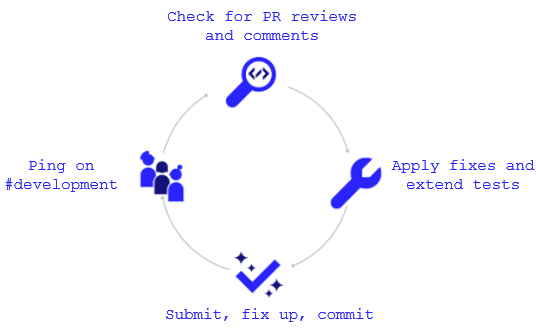 Check for PR reviews
and comments
Ping on
#development
Apply fixes and
extend tests
Submit, fix up, commit